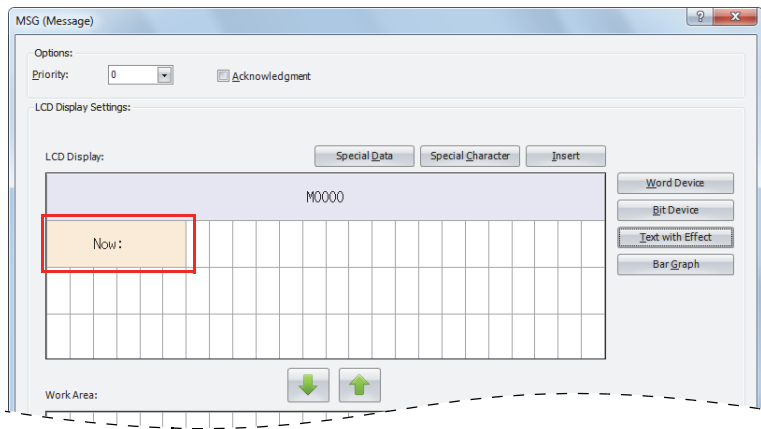 MSG (Message)
Options:
Priority: 0 Acknowledgment
LCD Display Settings:
LCD Display: Special Data Special Character Insert
M0000
Word Device
Bit Device
Now:
Text with Effect
Bar Graph
Work Area: